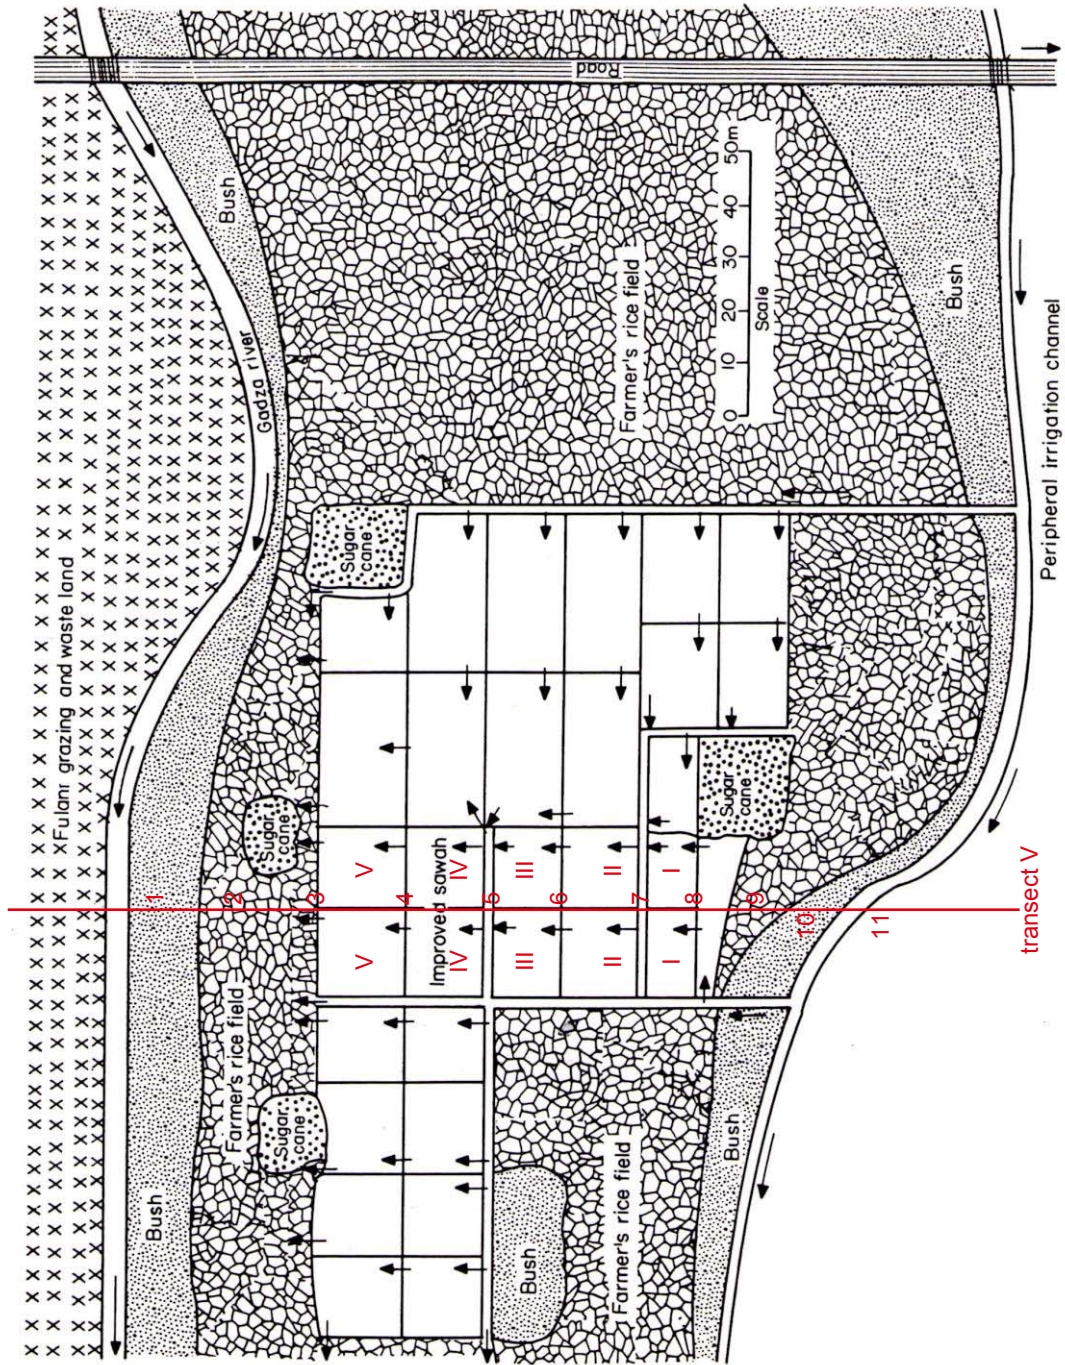 Fulani grazing and waste land
Road
Bush
Gadza river
Bush
Farmer's rice field
0 10 20 30 40 50m
Scale
Bush
Peripheral irrigation channel
Sugar
cane
Sugar
cane
Sugar
cane
Sugar
cane
Improved sawah
Farmer's rice field
Bush
Bush
Farmer's rice field
Bush
V IV III II I
1 2 3 4 5 6 7 8 9 10 11
V IV III II I
transect V